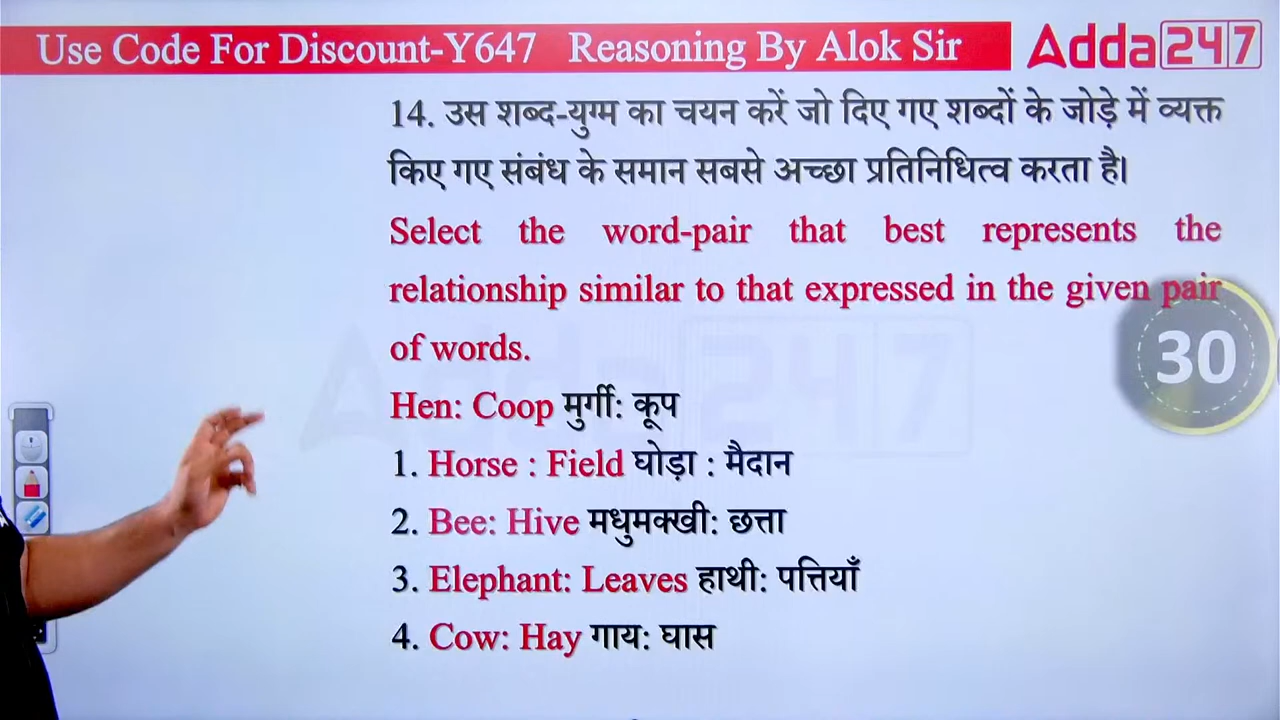 Use Code For Discount-Y647 Reasoning By Alok Sir Adda247
14. उस शब्द-युग्म का चयन करें जो दिए गए शब्दों के जोड़े में व्यक्त
किए गए संबंध के समान सबसे अच्छा प्रतिनिधित्व करता है।
Select the word-pair that best represents the
relationship similar to that expressed in the given pair
of words.
30
Hen: Coop मुर्गी: कूप
1. Horse : Field घोड़ा : मैदान
2. Bee: Hive मधुमक्खी: छत्ता
3. Elephant: Leaves हाथी: पत्तियाँ
4. Cow: Hay गाय: घास
Adda247